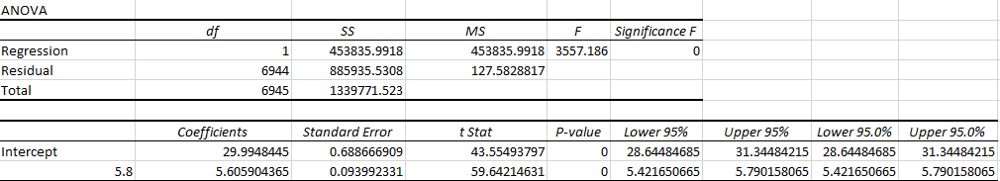 ANOVA
df SS MS F Significance F
Regression 1 453835.9918 453835.9918 3557.186 0
Residual 6944 885935.5308 127.5828817
Total 6945 1339771.523
Coefficients Standard Error t Stat P-value Lower 95% Upper 95% Lower 95.0% Upper 95.0%
Intercept 29.9948445 0.688666909 43.55493797 0 28.64484685 31.34484215 28.64484685 31.34484215
5.8 5.605904365 0.093992331 59.64214631 0 5.421650665 5.790158065 5.421650665 5.790158065